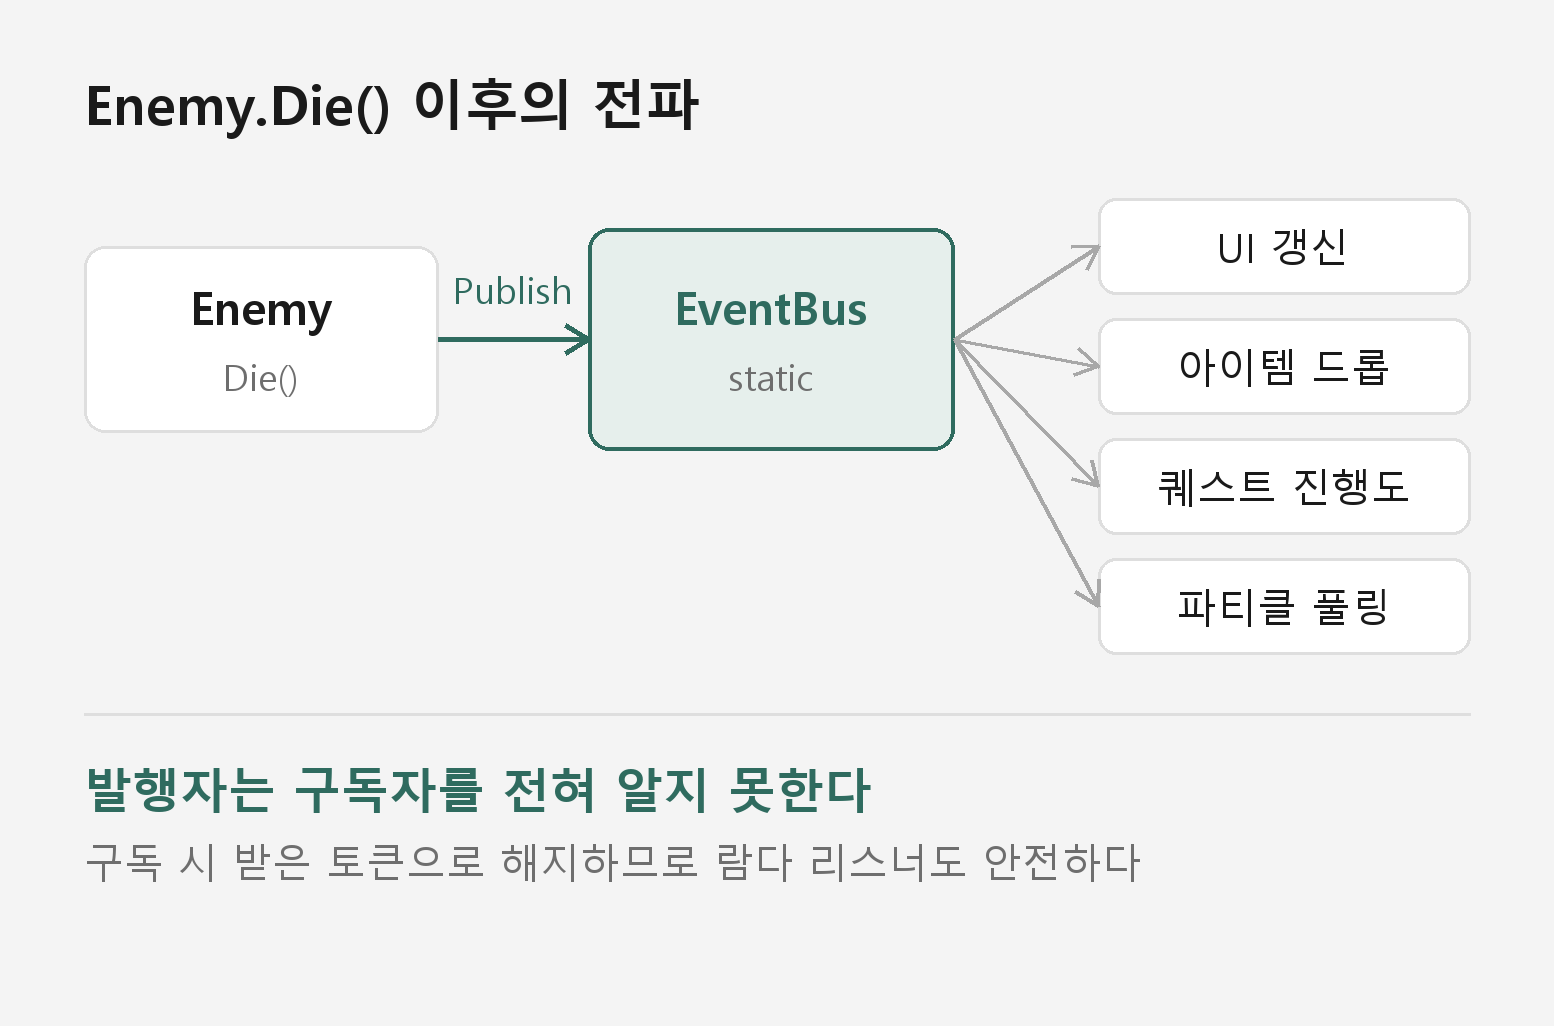 Enemy.Die() 이후의 전파
Enemy
Die()
Publish
EventBus
static
UI 갱신
아이템 드롭
퀘스트 진행도
파티클 풀링
발행자는 구독자를 전혀 알지 못한다
구독 시 받은 토큰으로 해지하므로 람다 리스너도 안전하다